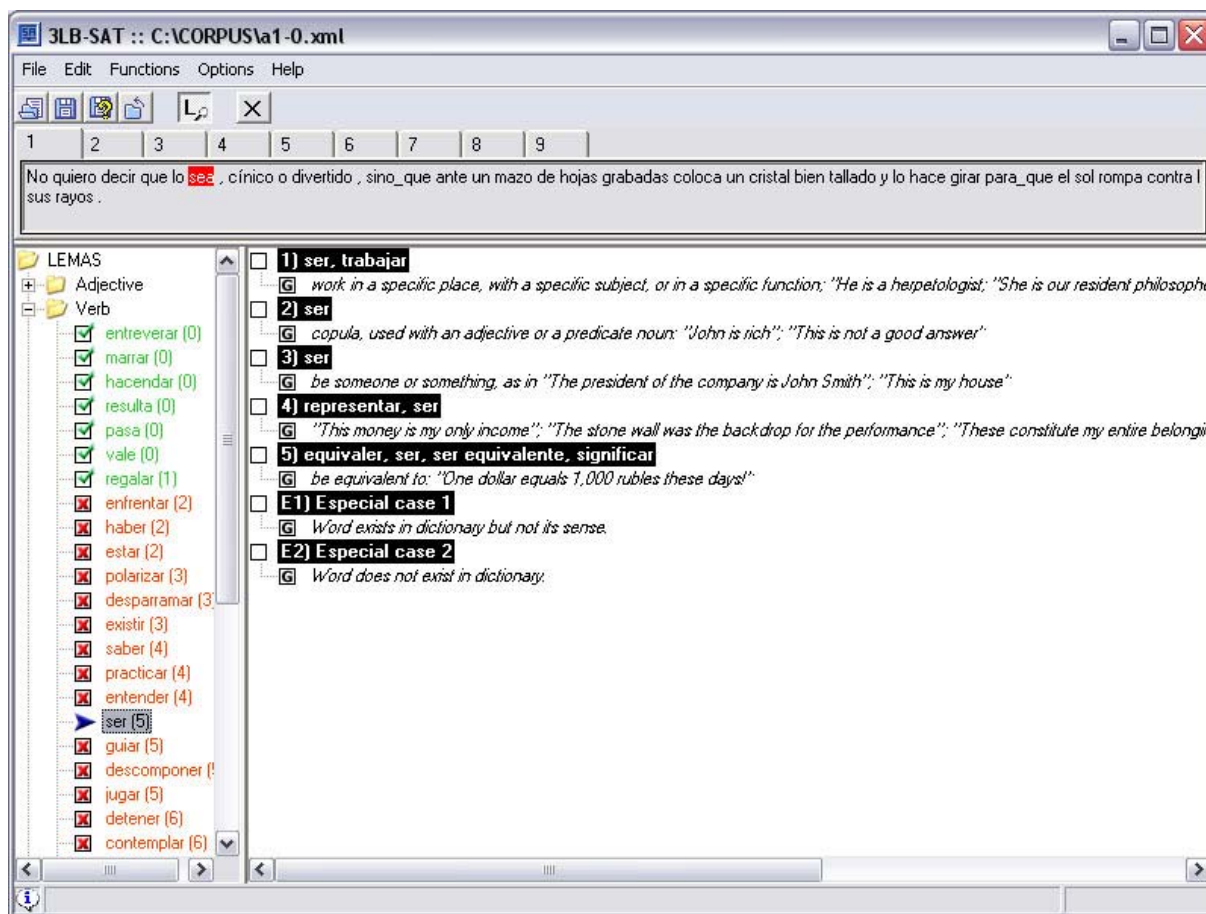 3LB-SAT :: C:\CORPUS\a1-0.xml
File Edit Functions Options Help
L
1 2 3 4 5 6 7 8 9
No quiero decir que lo sea , cínico o divertido , sino_que ante un mazo de hojas grabadas coloca un cristal bien tallado y lo hace girar para_que el sol rompa contra l
sus rayos .
LEMAS
Adjective
Verb
entreverar (0)
marrar (0)
hacendar (0)
resulta (0)
pasa (0)
vale (0)
regalar (1)
enfrentar (2)
haber (2)
estar (2)
polarizar (3)
desparramar (3
existir (3)
saber (4)
practicar (4)
entender (4)
ser (5)
guiar (5)
descomponer (
jugar (5)
detener (6)
contemplar (6)
1) ser, trabajar
G work in a specific place, with a specific subject, or in a specific function; "He is a herpetologist; "She is our resident philosophe
2) ser
G copula, used with an adjective or a predicate noun: "John is rich"; "This is not a good answer"
3) ser
G be someone or something, as in "The president of the company is John Smith"; "This is my house"
4) representar, ser
G "This money is my only income"; "The stone wall was the backdrop for the performance"; "These constitute my entire belongin
5) equivaler, ser, ser equivalente, significar
G be equivalent to: "One dollar equals 1,000 rubles these days!"
E1) Especial case 1
G Word exists in dictionary but not its sense.
E2) Especial case 2
G Word does not exist in dictionary.